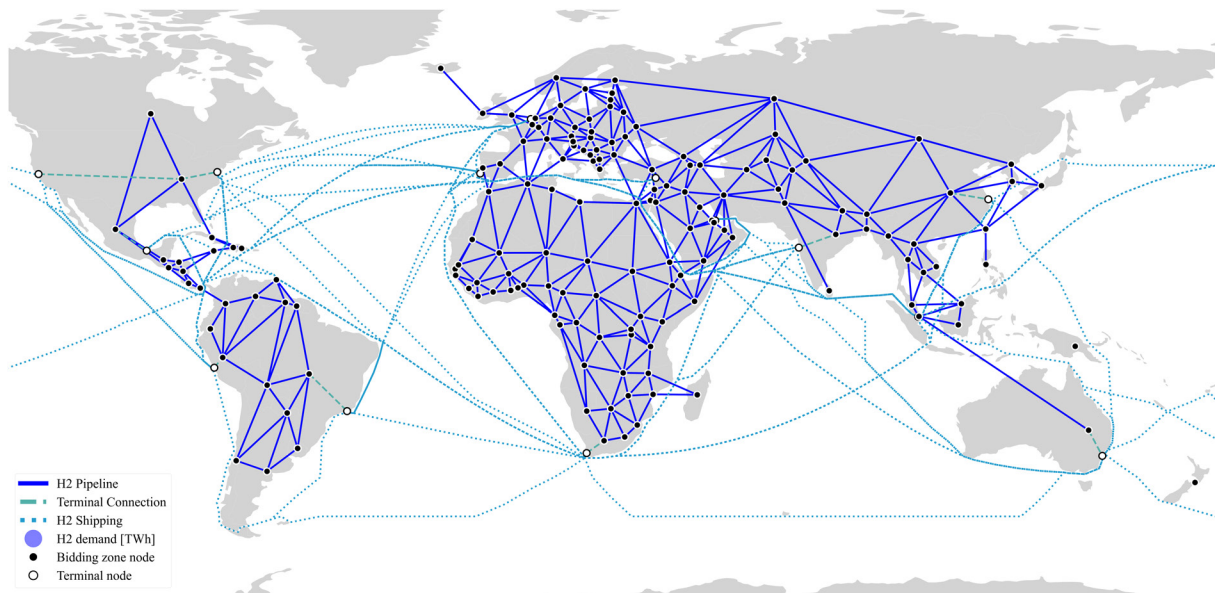 H2 Pipeline
Terminal Connection
H2 Shipping
H2 demand [TWh]
Bidding zone node
Terminal node